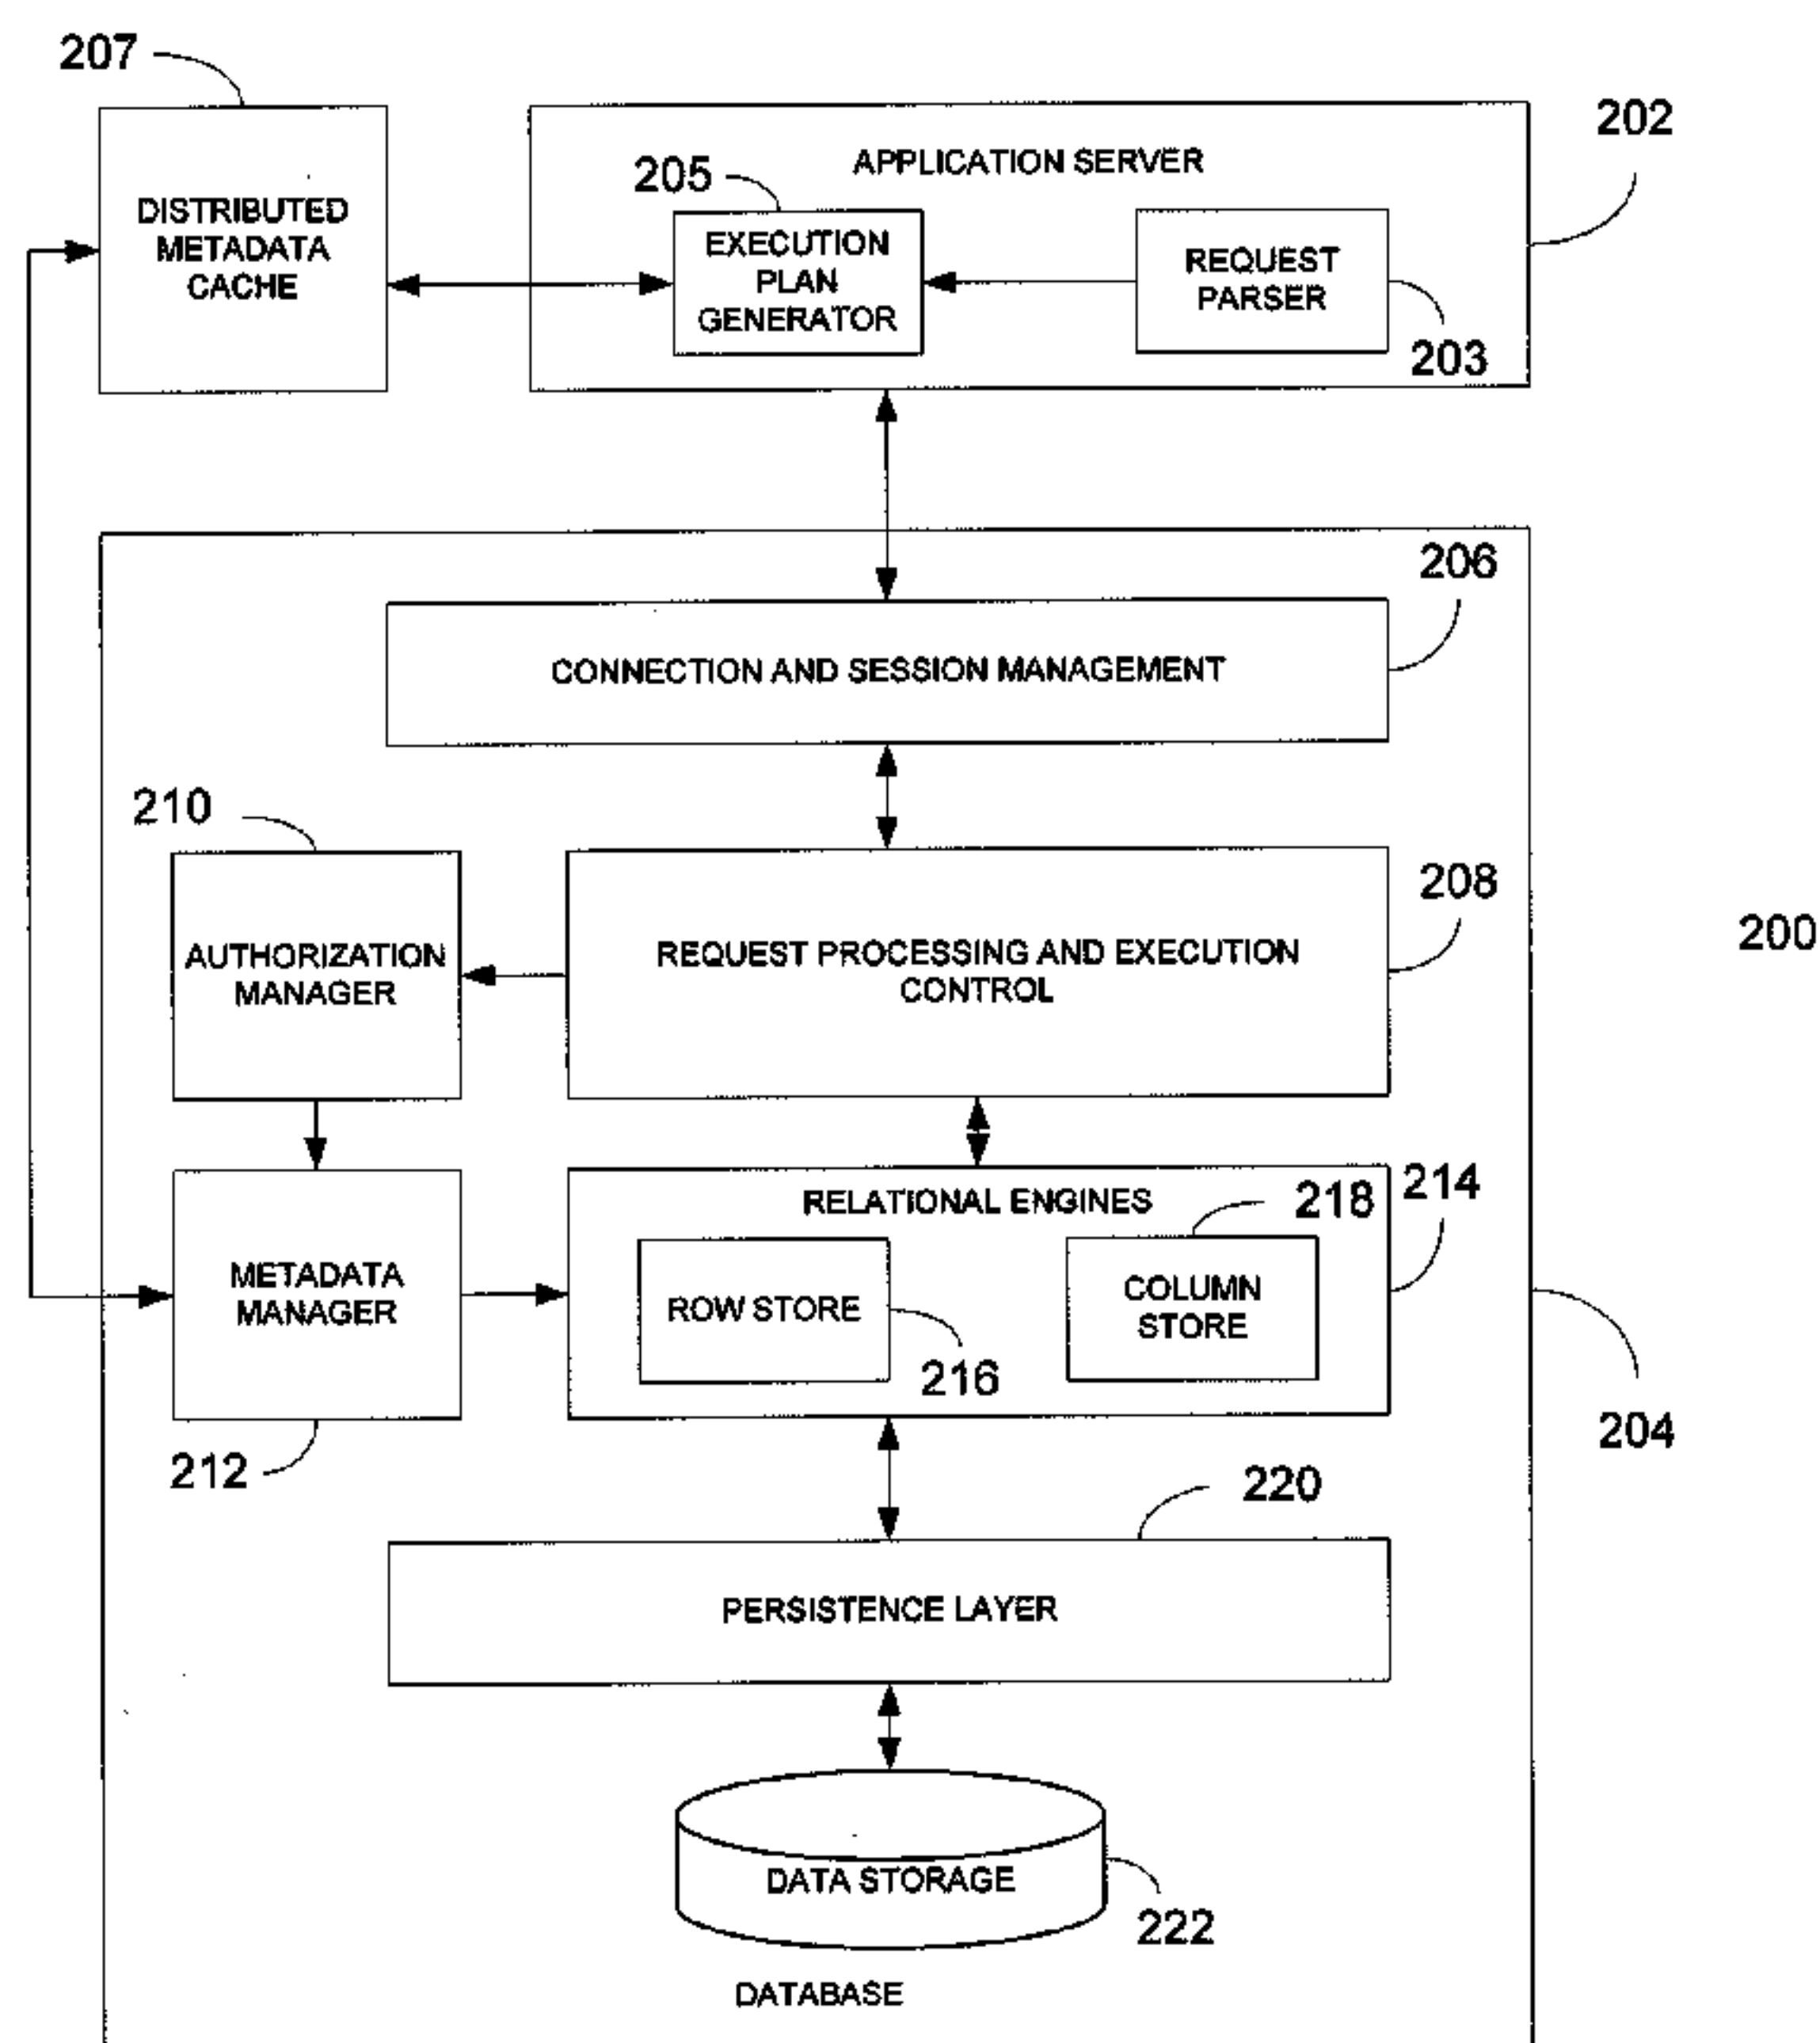 207
202
APPLICATION SERVER
205
DISTRIBUTED
METADATA
CACHE
EXECUTION
PLAN
GENERATOR
REQUEST
PARSER
203
206
CONNECTION AND SESSION MANAGEMENT
210
208
200
AUTHORIZATION
MANAGER
REQUEST PROCESSING AND EXECUTION
CONTROL
RELATIONAL ENGINES
218
214
METADATA
MANAGER
ROW STORE
COLUMN
STORE
216
204
212
220
PERSISTENCE LAYER
DATA STORAGE
222
DATABASE